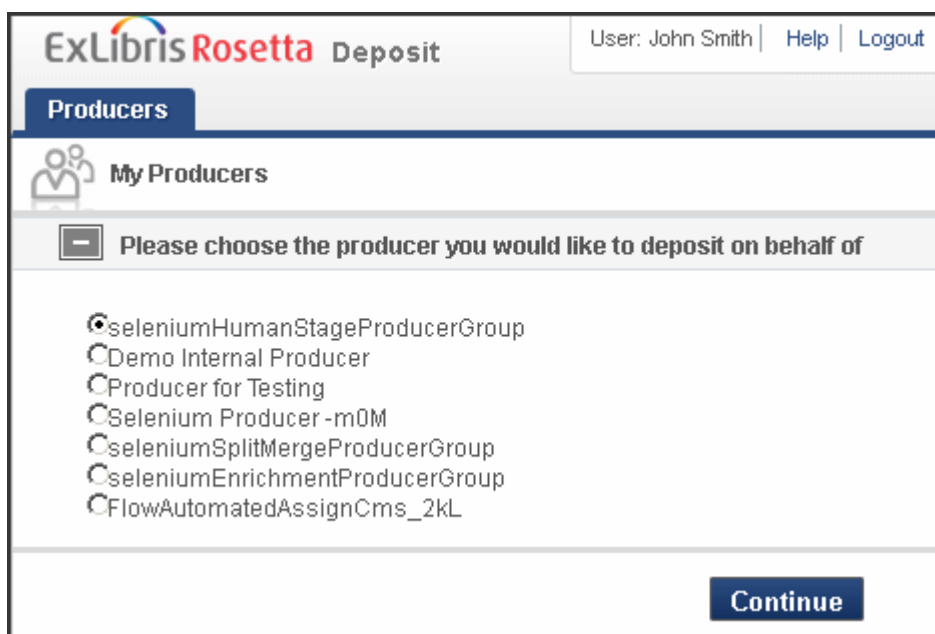 ExLibris Rosetta Deposit
User: John Smith | Help | Logout
Producers
My Producers
Please choose the producer you would like to deposit on behalf of
seleniumHumanStageProducerGroup
Demo Internal Producer
Producer for Testing
Selenium Producer -m0M
seleniumSplitMergeProducerGroup
seleniumEnrichmentProducerGroup
FlowAutomatedAssignCms_2kL
Continue